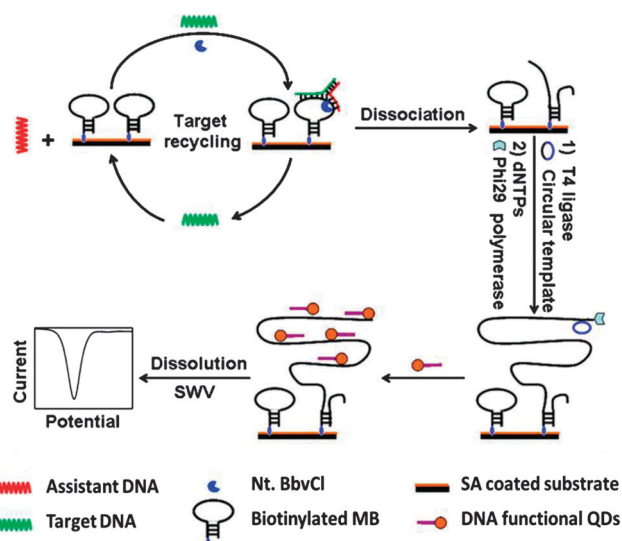 +
Target
recycling
Dissociation
1) T4 ligase
Circular template
2) dNTPs
Phi29 polymerase
Current
Potential
Dissolution
SWV
Assistant DNA
Nt. BbvCl
SA coated substrate
Target DNA
Biotinylated MB
DNA functional QDs